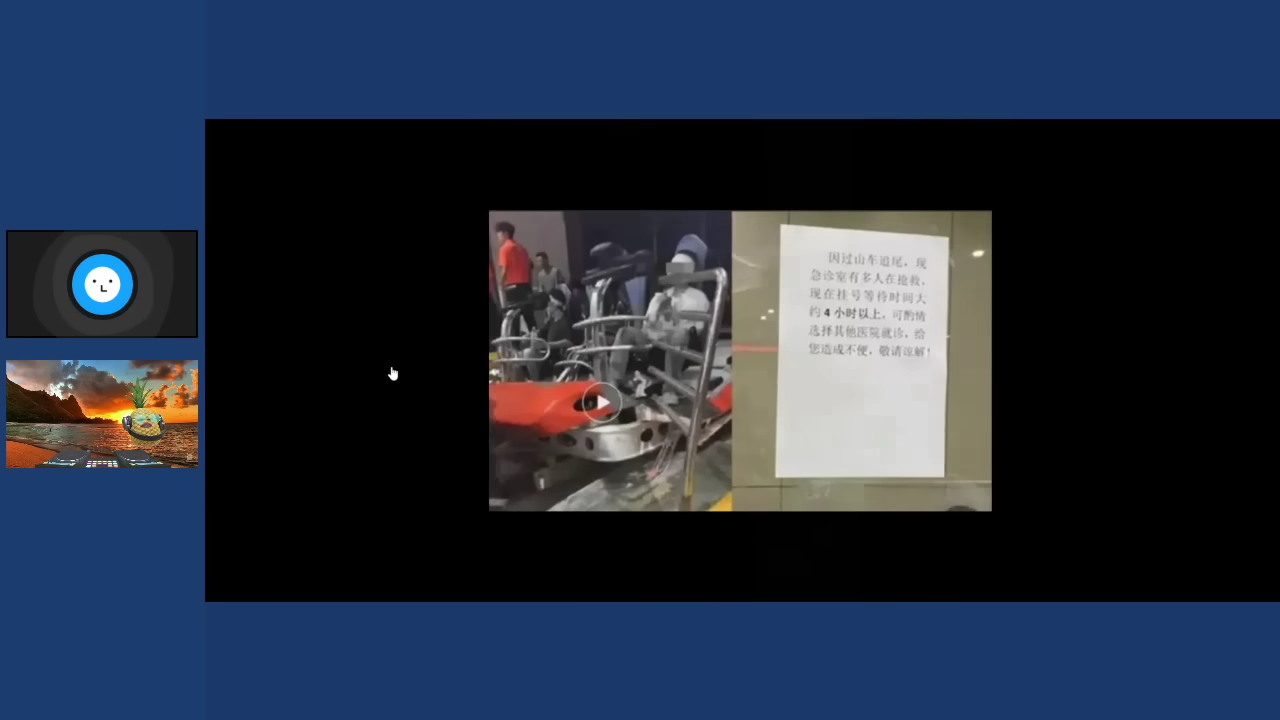 因过山车追尾，现
急诊室有多人在抢救，
现在挂号等待时间大
约 4 小时以上，可酌情
选择其他医院就诊，给
您造成不便，敬请谅解！